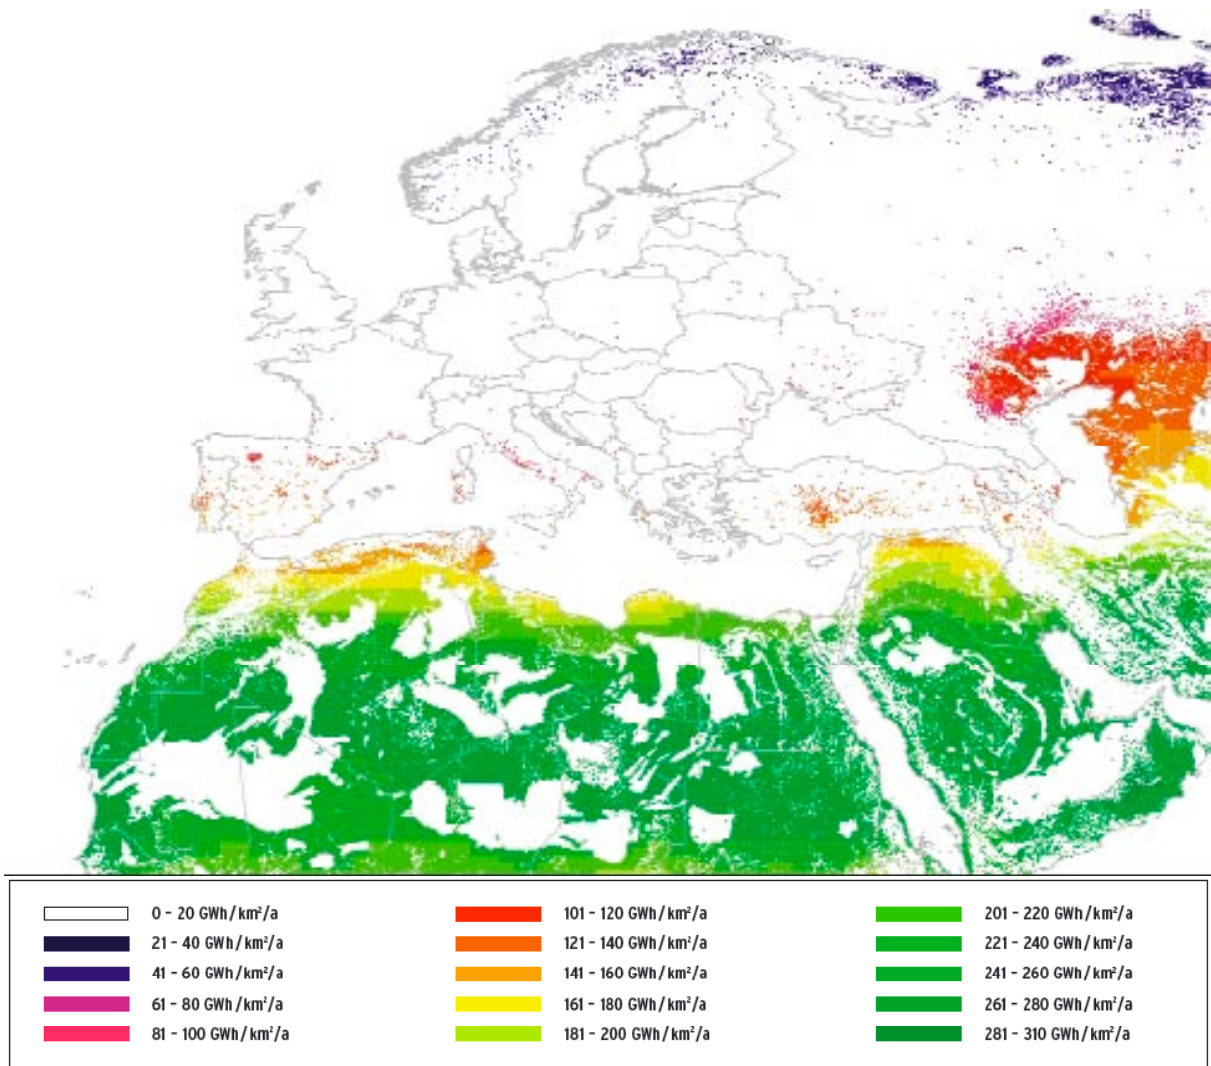 0 – 20 GWh/km²/a
21 – 40 GWh/km²/a
41 – 60 GWh/km²/a
61 – 80 GWh/km²/a
81 – 100 GWh/km²/a
101 – 120 GWh/km²/a
121 – 140 GWh/km²/a
141 – 160 GWh/km²/a
161 – 180 GWh/km²/a
181 – 200 GWh/km²/a
201 – 220 GWh/km²/a
221 – 240 GWh/km²/a
241 – 260 GWh/km²/a
261 – 280 GWh/km²/a
281 – 310 GWh/km²/a